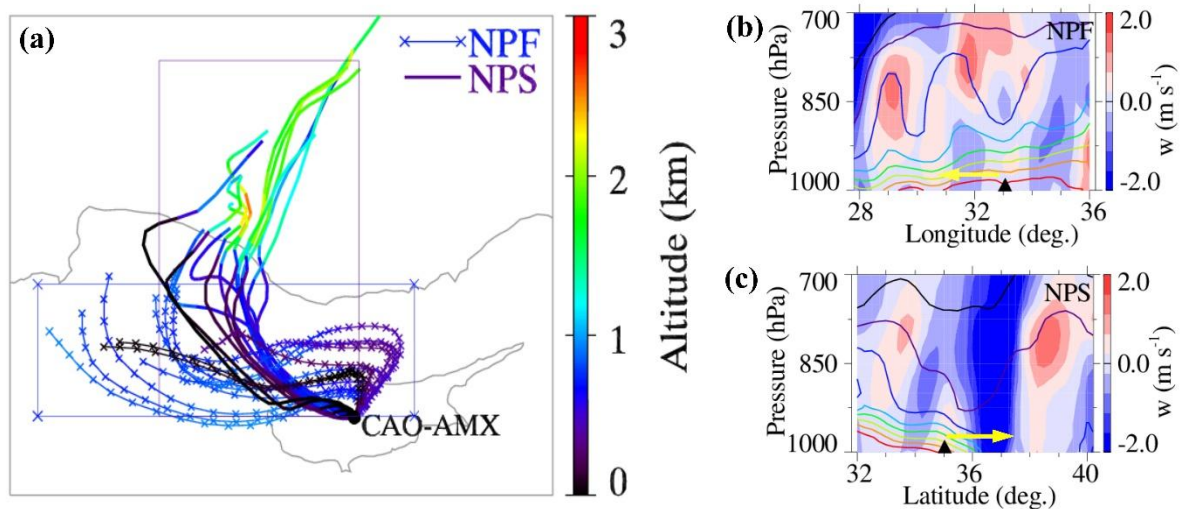 (a)
NPF
NPS
CAO-AMX
3
2
1
0
Altitude (km)
(b)
NPF
Pressure (hPa)
700
850
1000
28
32
36
Longitude (deg.)
2.0
0.0
-2.0
w (m s-1)
(c)
NPS
Pressure (hPa)
700
850
1000
32
36
40
Latitude (deg.)
2.0
0.0
-2.0
w (m s-1)